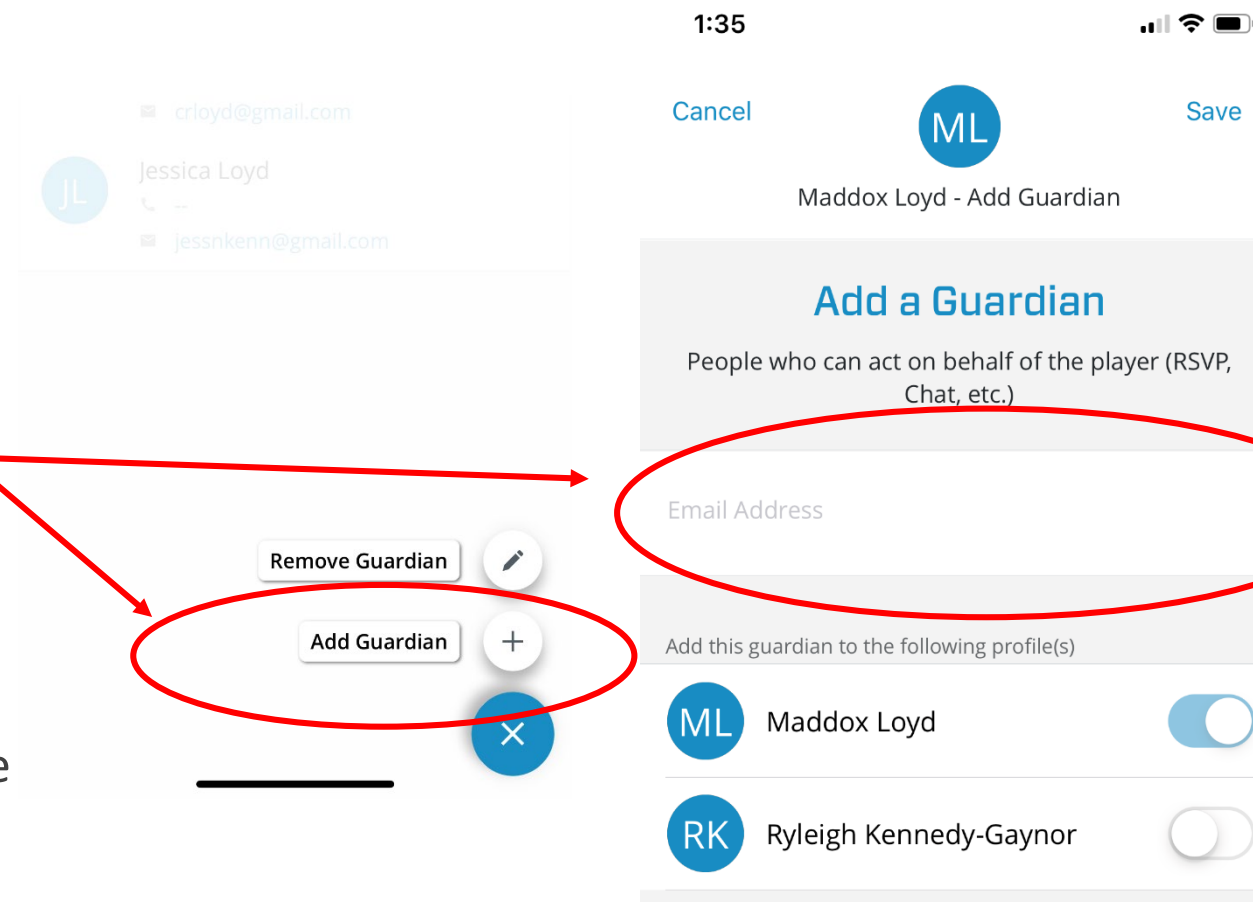 crloyd@gmail.com
JL
Jessica Loyd
--
jessnkenn@gmail.com
Remove Guardian
Add Guardian
e
1:35
Cancel
ML
Save
Maddox Loyd - Add Guardian
Add a Guardian
People who can act on behalf of the player (RSVP,
Chat, etc.)
Email Address
Add this guardian to the following profile(s)
ML
Maddox Loyd
RK
Ryleigh Kennedy-Gaynor